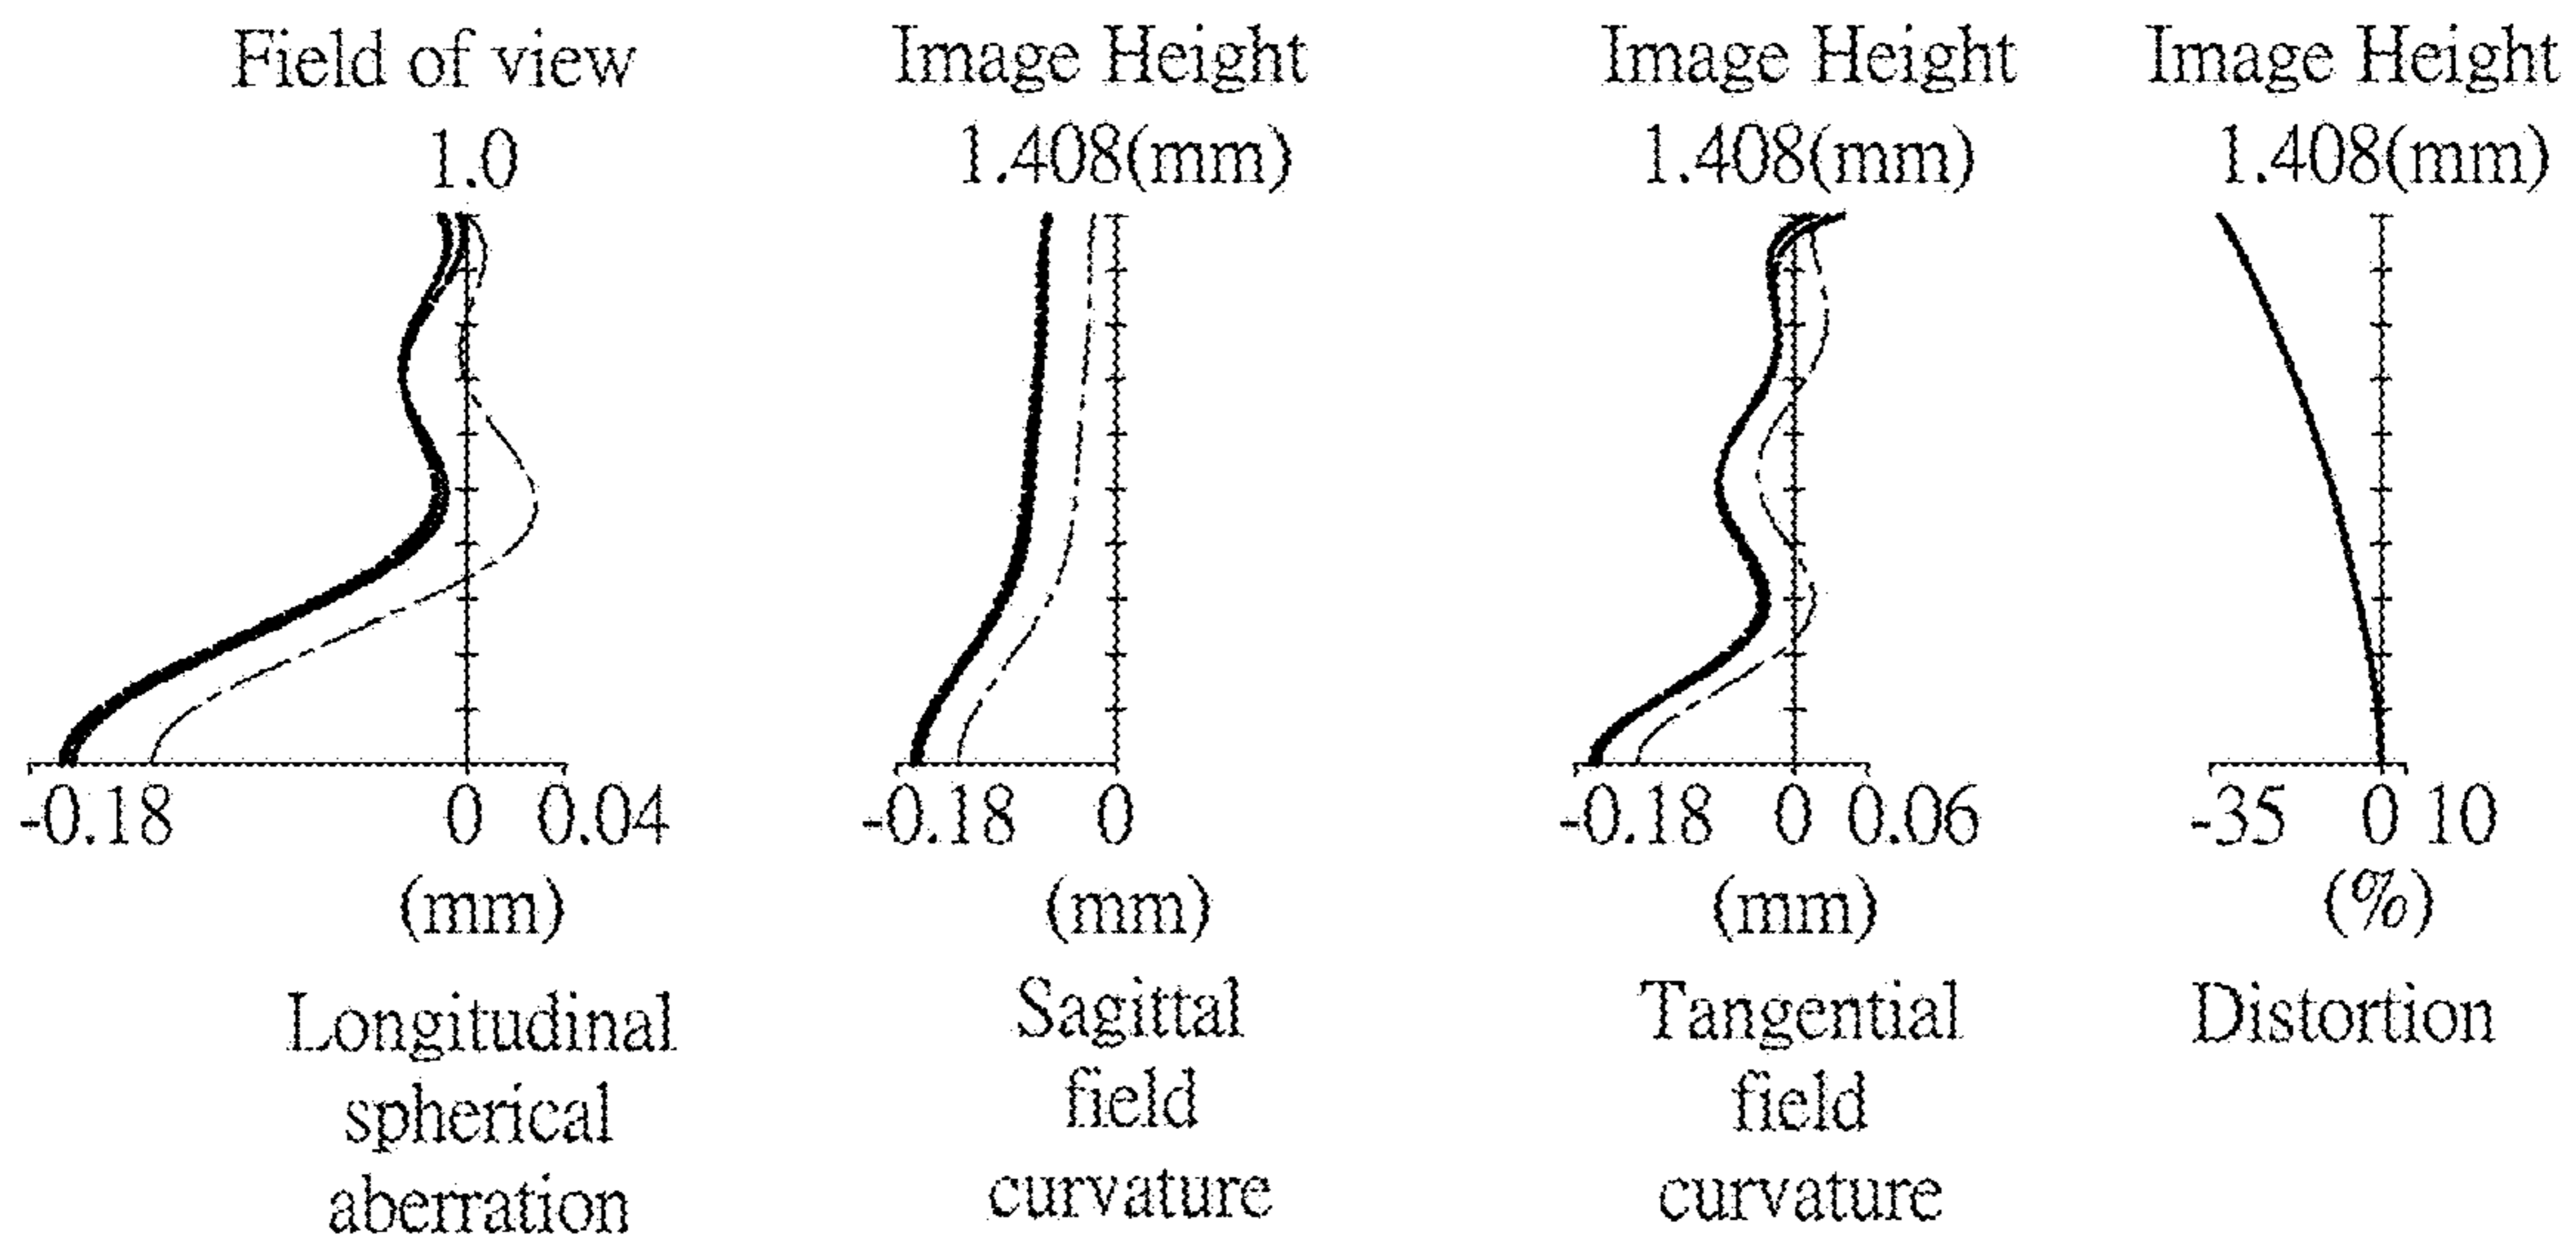 Field of view
1.0
-0.18 0 0.04
(mm)
Longitudinal
spherical
aberration
Image Height
1.408(mm)
-0.18 0
(mm)
Sagittal
field
curvature
Image Height
1.408(mm)
-0.18 0 0.06
(mm)
Tangential
field
curvature
Image Height
1.408(mm)
-35 0 10
(%)
Distortion